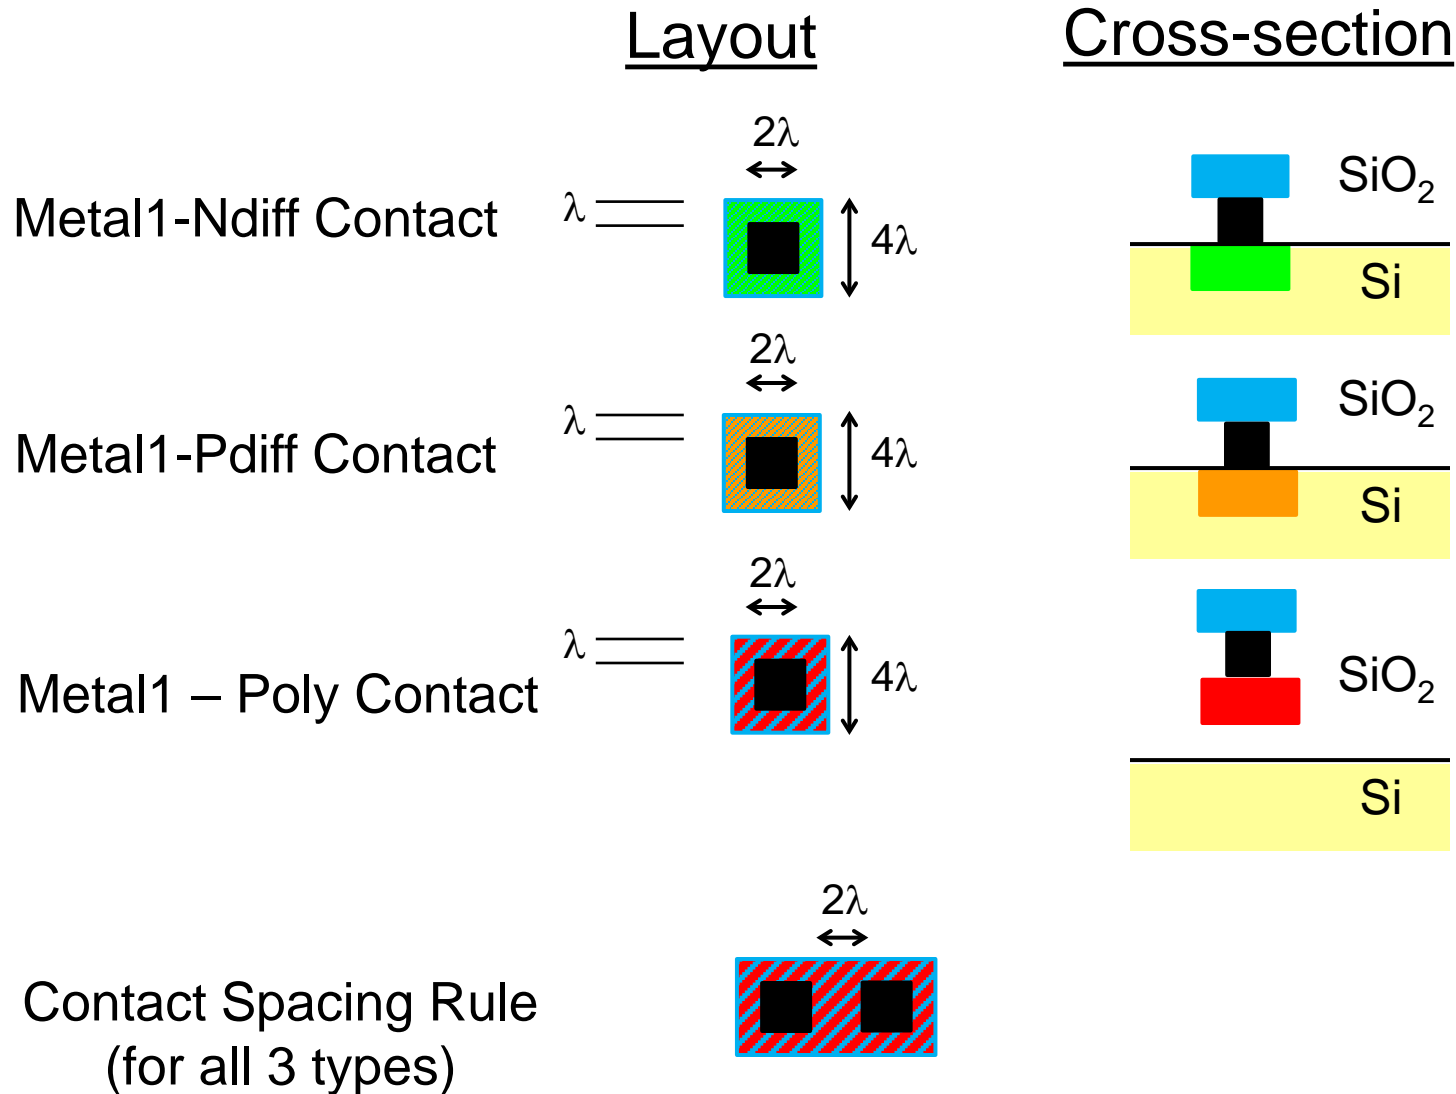 Layout
Cross-section
Metal1-Ndiff Contact
λ
2λ
4λ
SiO₂
Si
Metal1-Pdiff Contact
λ
2λ
4λ
SiO₂
Si
Metal1 – Poly Contact
λ
2λ
4λ
SiO₂
Si
Contact Spacing Rule
(for all 3 types)
2λ